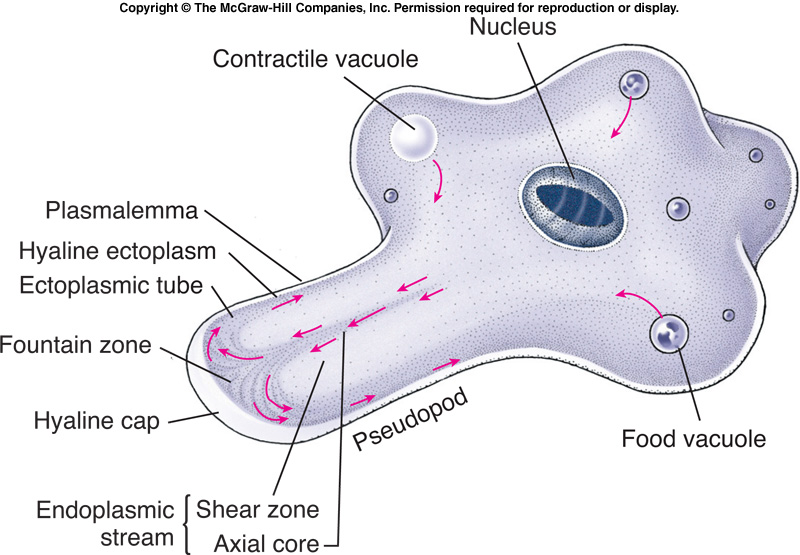 Copyright © The McGraw-Hill Companies, Inc. Permission required for reproduction or display.
Nucleus
Contractile vacuole
Plasmalemma
Hyaline ectoplasm
Ectoplasmic tube
Fountain zone
Hyaline cap
Pseudopod
Food vacuole
Endoplasmic
stream
Shear zone
Axial core